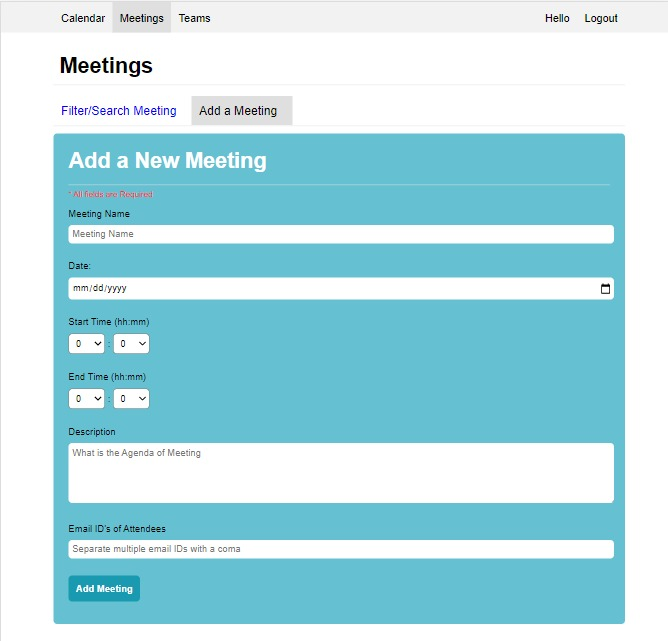 Calendar Meetings Teams Hello Logout
Meetings
Filter/Search Meeting Add a Meeting
Add a New Meeting
* All fields are Required
Meeting Name
Meeting Name
Date:
mm/dd/yyyy
Start Time (hh:mm)
0 : 0
End Time (hh:mm)
0 : 0
Description
What is the Agenda of Meeting
Email ID's of Attendees
Separate multiple email IDs with a coma
Add Meeting